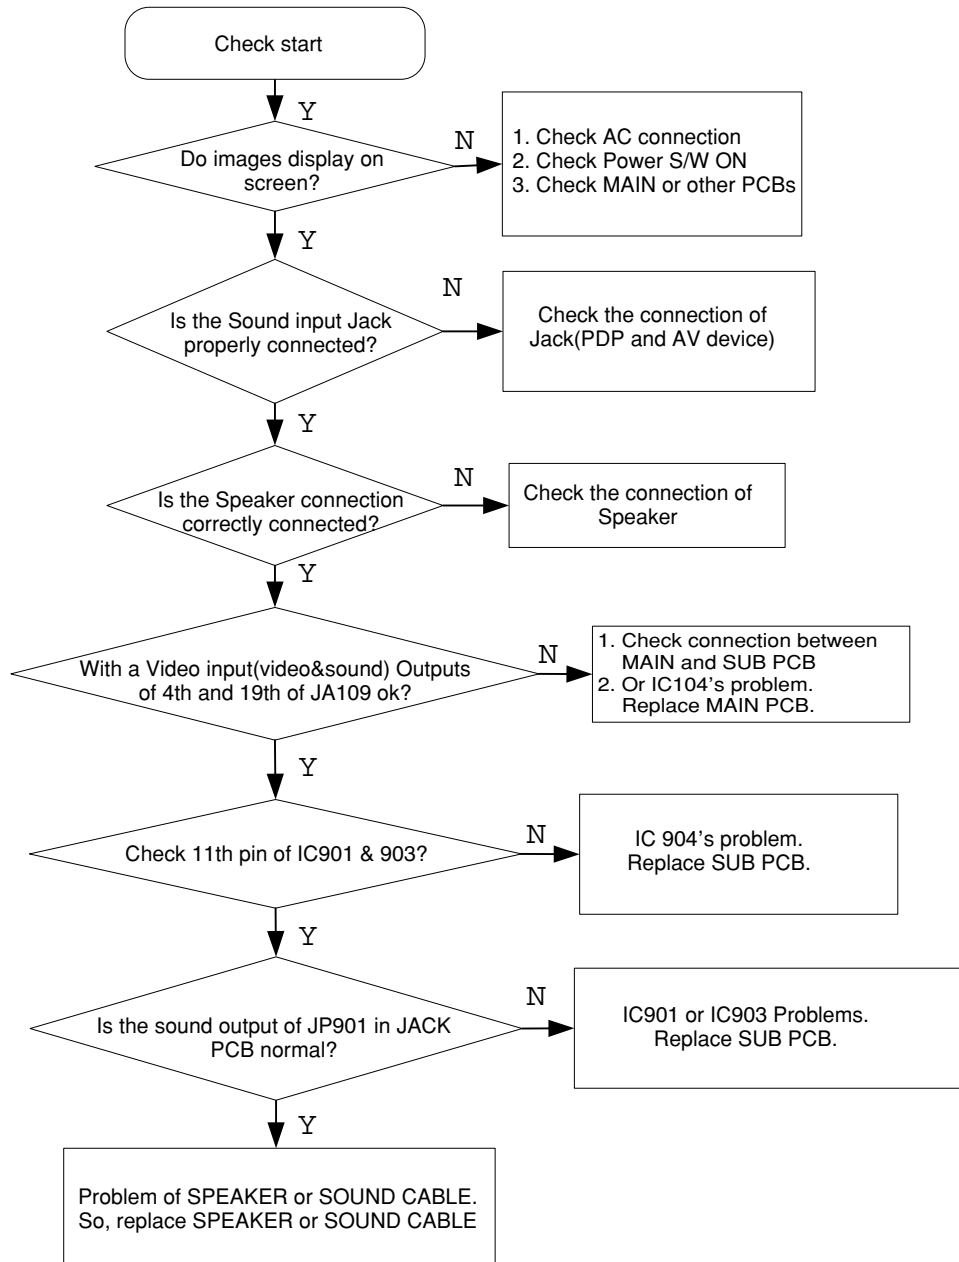 Check start
Y
Do images display on
screen?
N
1. Check AC connection
2. Check Power S/W ON
3. Check MAIN or other PCBs
Y
Is the Sound input Jack
properly connected?
N
Check the connection of
Jack(PDP and AV device)
Y
Is the Speaker connection
correctly connected?
N
Check the connection of
Speaker
Y
With a Video input(video&sound) Outputs
of 4th and 19th of JA109 ok?
N
1. Check connection between
MAIN and SUB PCB
2. Or IC104's problem.
Replace MAIN PCB.
Y
Check 11th pin of IC901 & 903?
N
IC 904's problem.
Replace SUB PCB.
Y
Is the sound output of JP901 in JACK
PCB normal?
N
IC901 or IC903 Problems.
Replace SUB PCB.
Y
Problem of SPEAKER or SOUND CABLE.
So, replace SPEAKER or SOUND CABLE